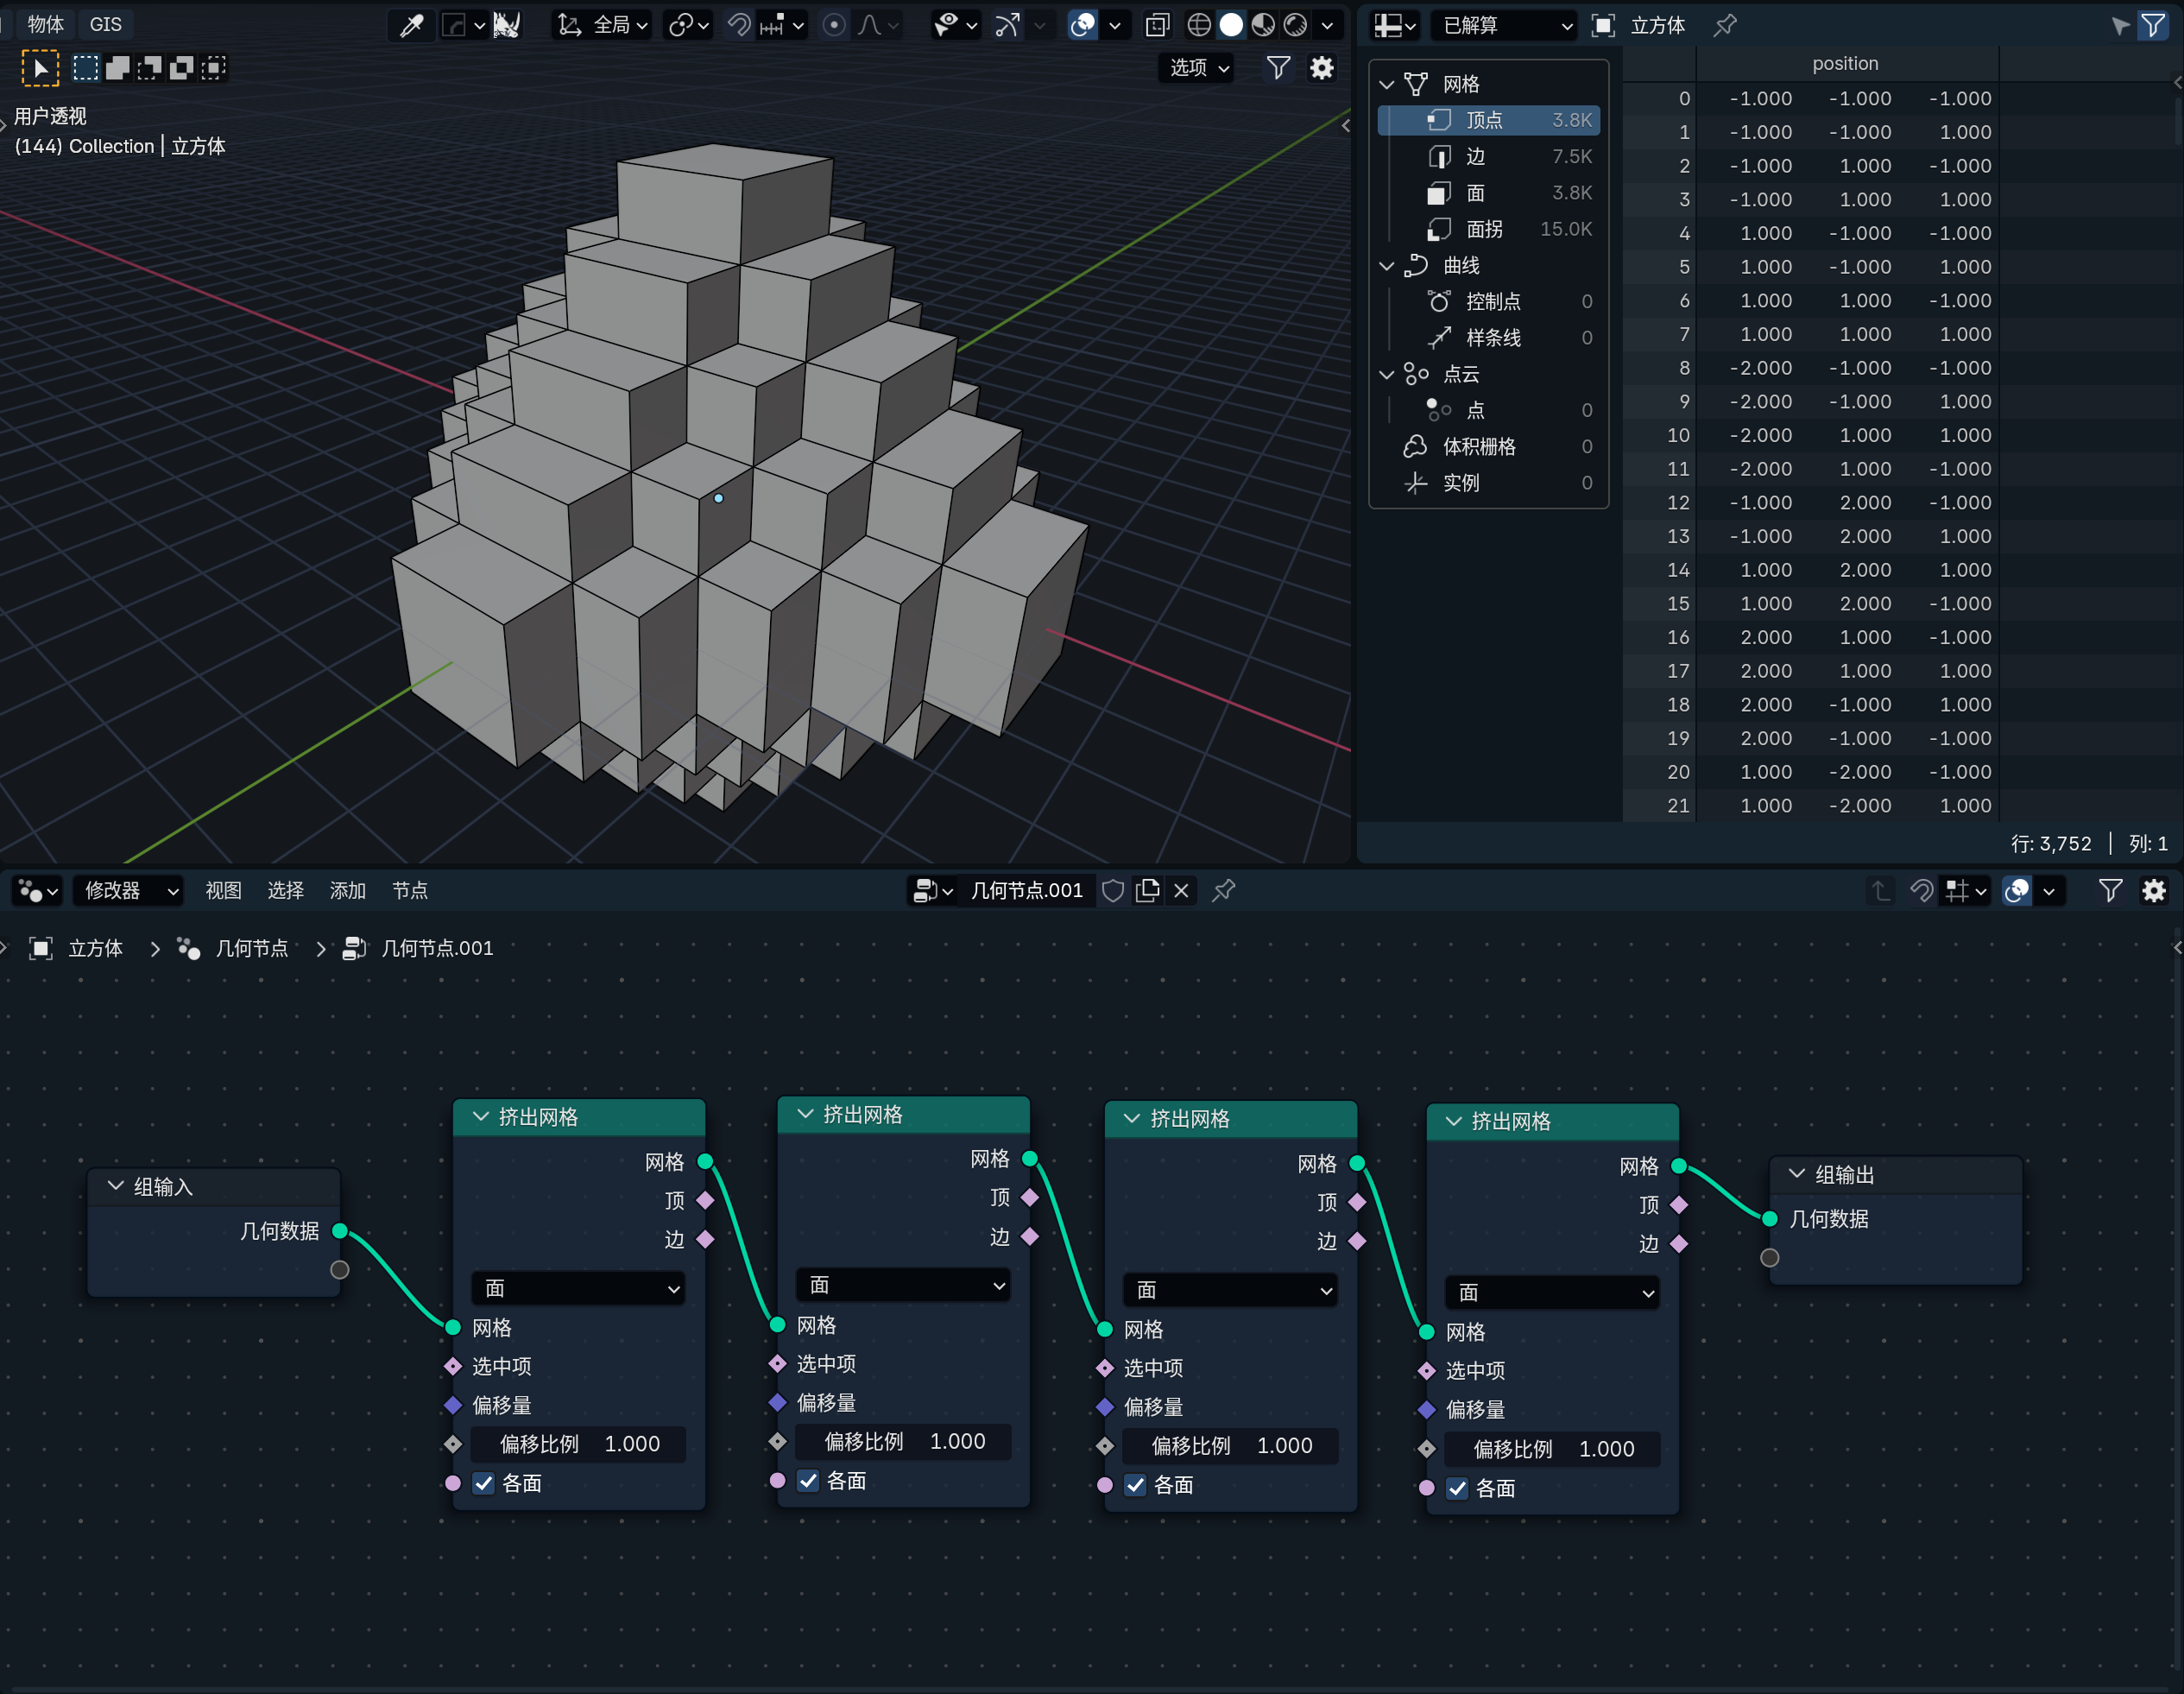 物体 GIS 全局
选项
用户透视
(144) Collection | 立方体
已解算 立方体
网格
顶点 3.8K
边 7.5K
面 3.8K
面拐 15.0K
曲线
控制点 0
样条线 0
点云
点 0
体积栅格 0
实例 0
position
0 -1.000 -1.000 -1.000
1 -1.000 -1.000 1.000
2 -1.000 1.000 -1.000
3 -1.000 1.000 1.000
4 1.000 -1.000 -1.000
5 1.000 -1.000 1.000
6 1.000 1.000 -1.000
7 1.000 1.000 1.000
8 -2.000 -1.000 -1.000
9 -2.000 -1.000 1.000
10 -2.000 1.000 1.000
11 -2.000 1.000 -1.000
12 -1.000 2.000 -1.000
13 -1.000 2.000 1.000
14 1.000 2.000 1.000
15 1.000 2.000 -1.000
16 2.000 1.000 -1.000
17 2.000 1.000 1.000
18 2.000 -1.000 1.000
19 2.000 -1.000 -1.000
20 1.000 -2.000 -1.000
21 1.000 -2.000 1.000
行: 3,752 | 列: 1
修改器 视图 选择 添加 节点 几何节点.001
立方体 > 几何节点 > 几何节点.001
组输入
几何数据
挤出网格
网格
顶
边
面
网格
选中项
偏移量
偏移比例 1.000
各面
挤出网格
网格
顶
边
面
网格
选中项
偏移量
偏移比例 1.000
各面
挤出网格
网格
顶
边
面
网格
选中项
偏移量
偏移比例 1.000
各面
挤出网格
网格
顶
边
面
网格
选中项
偏移量
偏移比例 1.000
各面
组输出
几何数据